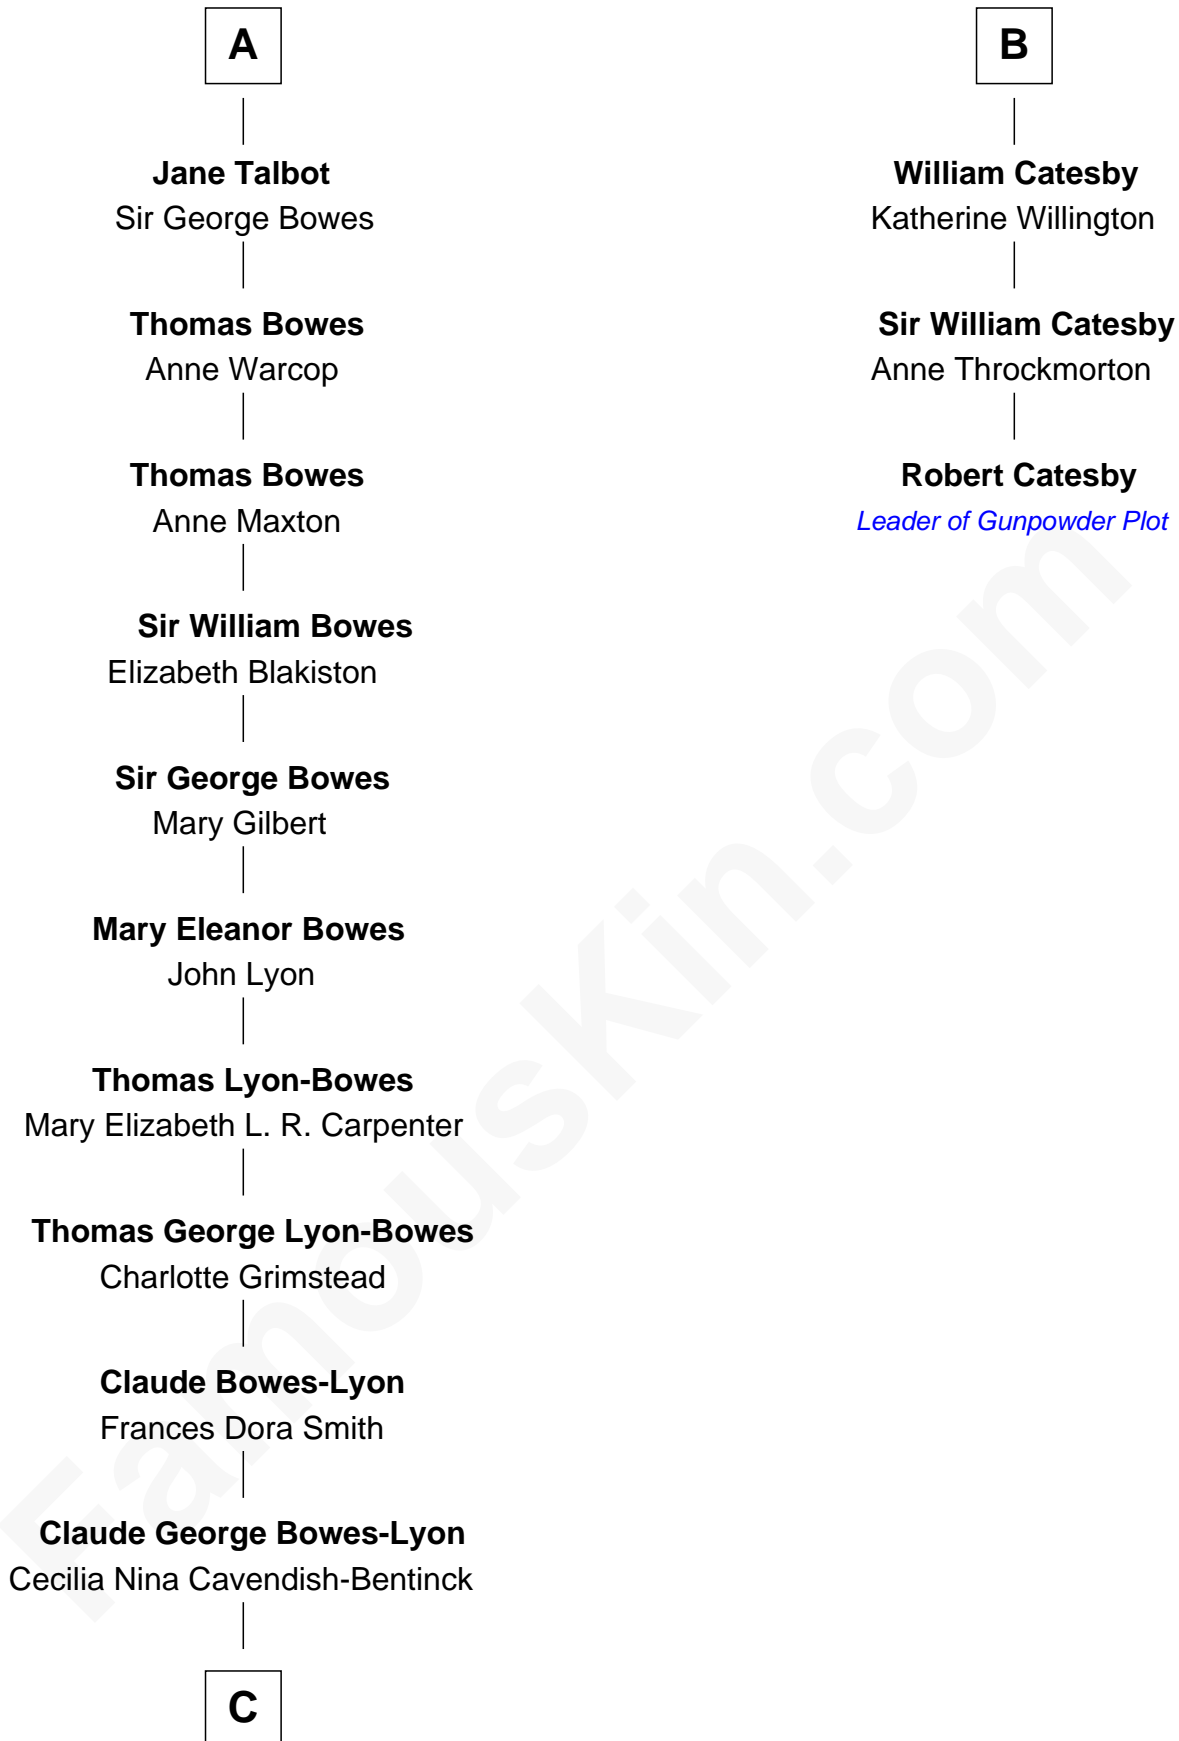 A
Jane Talbot
Sir George Bowes
Thomas Bowes
Anne Warcop
Thomas Bowes
Anne Maxton
Sir William Bowes
Elizabeth Blakiston
Sir George Bowes
Mary Gilbert
Mary Eleanor Bowes
John Lyon
Thomas Lyon-Bowes
Mary Elizabeth L. R. Carpenter
Thomas George Lyon-Bowes
Charlotte Grimstead
Claude Bowes-Lyon
Frances Dora Smith
Claude George Bowes-Lyon
Cecilia Nina Cavendish-Bentinck
C
B
William Catesby
Katherine Willington
Sir William Catesby
Anne Throckmorton
Robert Catesby
Leader of Gunpowder Plot
FamousKin.com